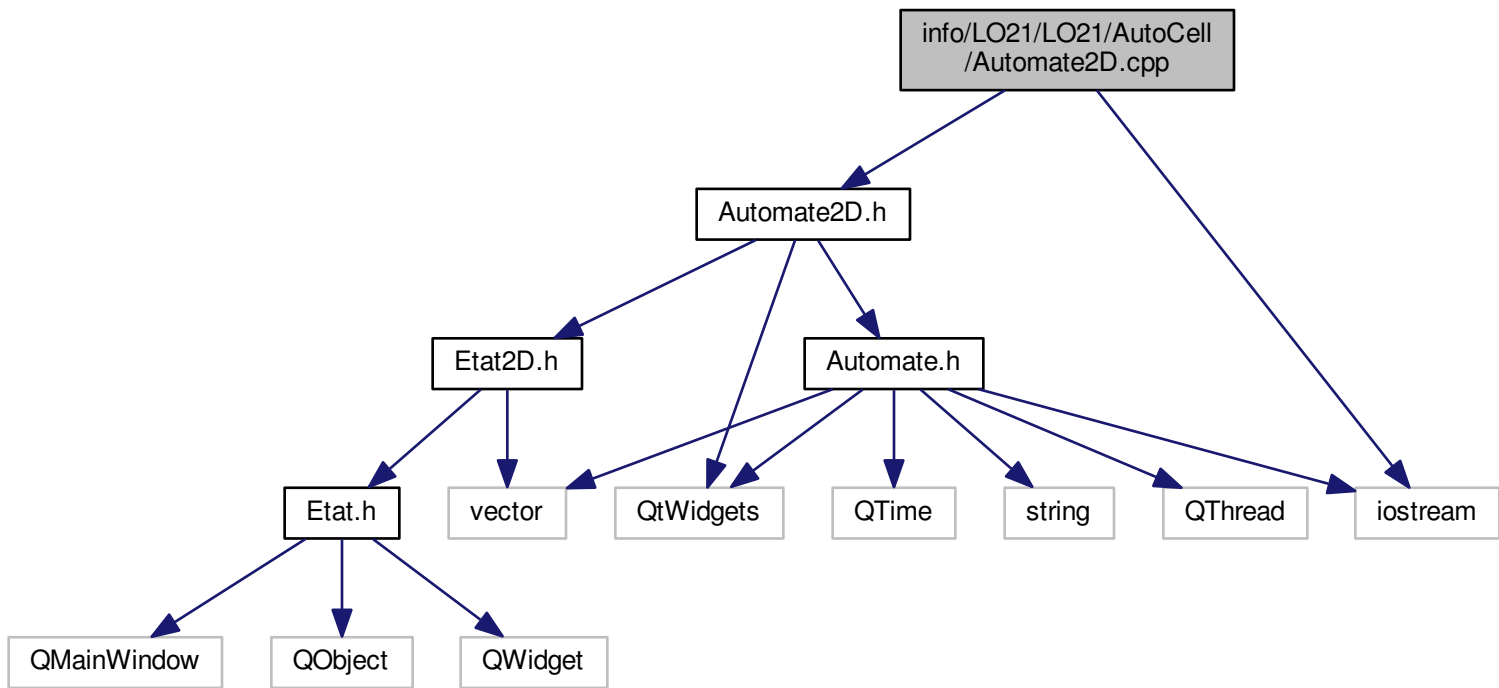 info/LO21/LO21/AutoCell
/Automate2D.cpp
Automate2D.h
Etat2D.h
Automate.h
Etat.h
vector
QtWidgets
QTime
string
QThread
iostream
QMainWindow
QObject
QWidget